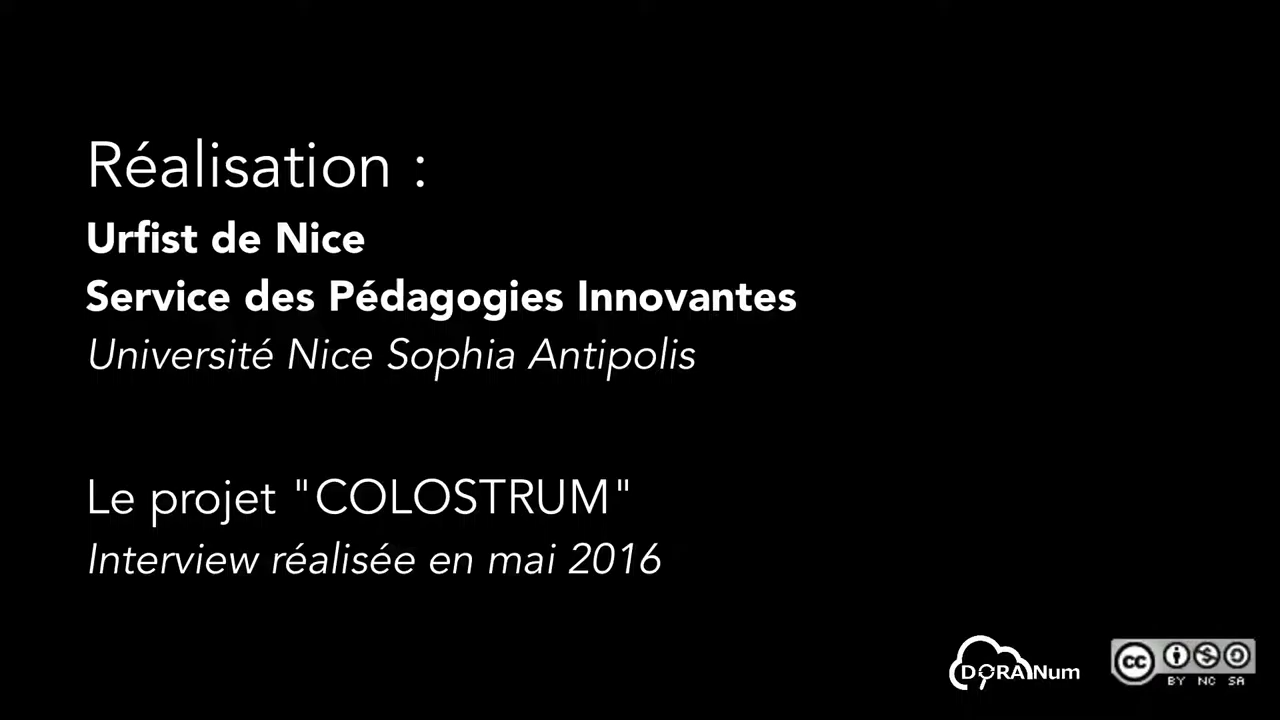 Réalisation :
Urfist de Nice
Service des Pédagogies Innovantes
Université Nice Sophia Antipolis
Le projet "COLOSTRUM"
Interview réalisée en mai 2016
DORANum
cc
BY NC SA